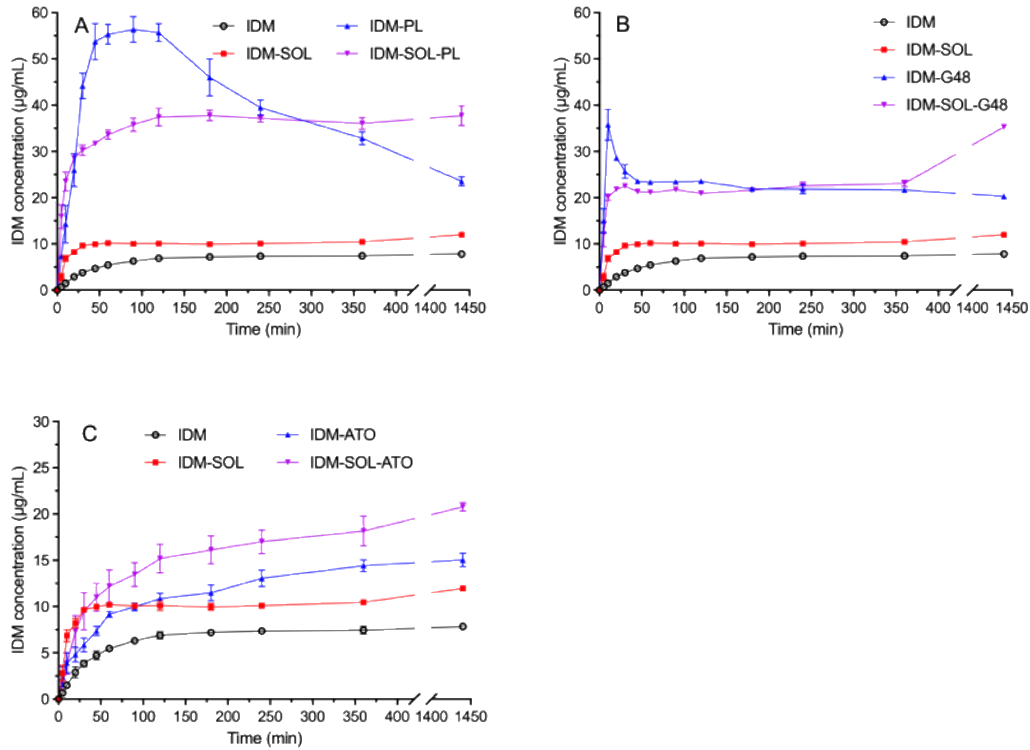 A
IDM
IDM-SOL
IDM-PL
IDM-SOL-PL
IDM concentration (µg/mL)
60
50
40
30
20
10
0
0 50 100 150 200 250 300 350 400 1400 1450
Time (min)
B
IDM
IDM-SOL
IDM-G48
IDM-SOL-G48
IDM concentration (µg/mL)
60
50
40
30
20
10
0
0 50 100 150 200 250 300 350 400 1400 1450
Time (min)
C
IDM
IDM-SOL
IDM-ATO
IDM-SOL-ATO
IDM concentration (µg/mL)
30
25
20
15
10
5
0
0 50 100 150 200 250 300 350 400 1400 1450
Time (min)